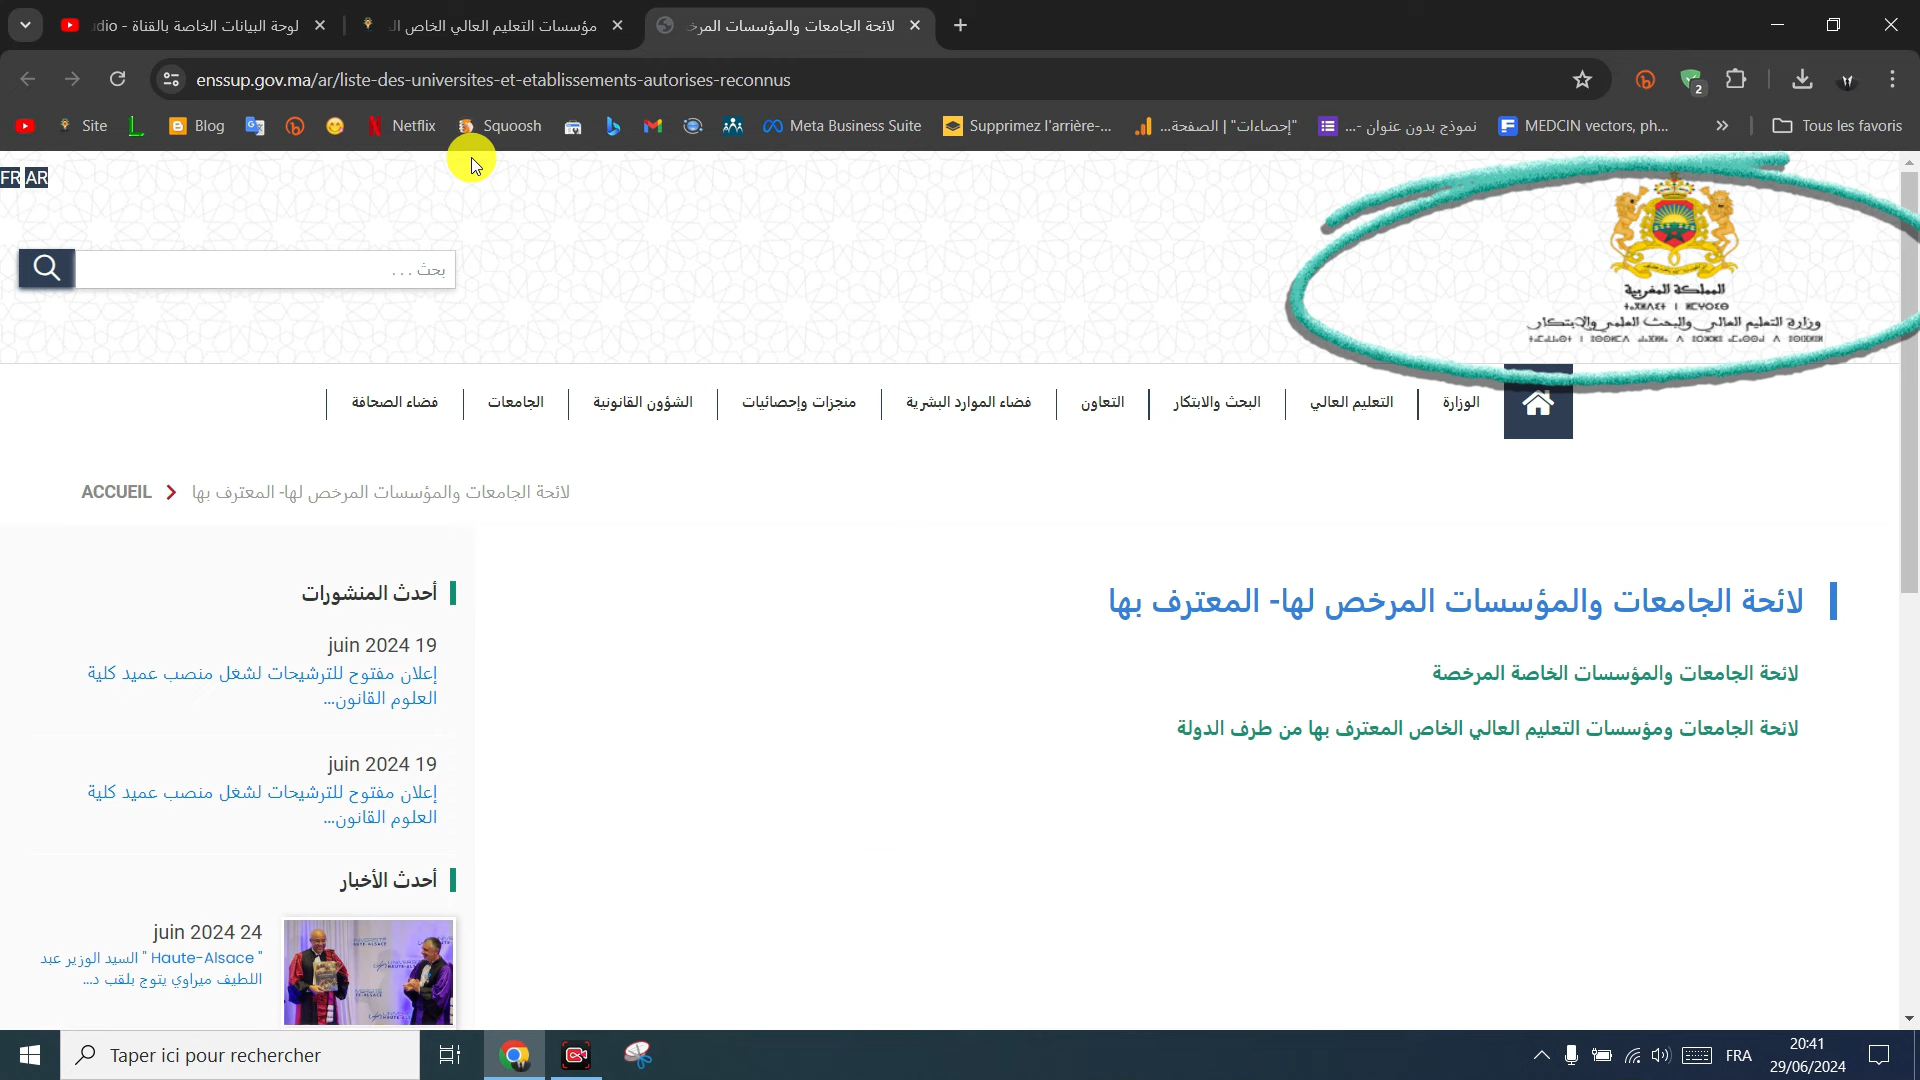 لوحة البيانات الخاصة بالقناة - dio
مؤسسات التعليم العالي الخاص
لائحة الجامعات والمؤسسات المرخ
enssup.gov.ma/ar/liste-des-universites-et-etablissements-autorises-reconnus
2
Site
Blog
Netflix
Squoosh
Meta Business Suite
Supprimez l'arrière-...
"إحصاءات" | الصفحة...
نموذج بدون عنوان -...
MEDCIN vectors, ph...
Tous les favoris
FR AR
بحث ...
المملكة المغربية
وزارة التعليم العالي والبحث العلمي والابتكار
الوزارة
التعليم العالي
البحث والابتكار
التعاون
فضاء الموارد البشرية
منجزات وإحصائيات
الشؤون القانونية
الجامعات
فضاء الصحافة
ACCUEIL
لائحة الجامعات والمؤسسات المرخص لها- المعترف بها
لائحة الجامعات والمؤسسات المرخص لها- المعترف بها
لائحة الجامعات والمؤسسات الخاصة المرخصة
لائحة الجامعات ومؤسسات التعليم العالي الخاص المعترف بها من طرف الدولة
أحدث المنشورات
19 juin 2024
إعلان مفتوح للترشيحات لشغل منصب عميد كلية
العلوم القانون...
19 juin 2024
إعلان مفتوح للترشيحات لشغل منصب عميد كلية
العلوم القانون...
أحدث الأخبار
24 juin 2024
" Haute-Alsace " السيد الوزير عبد
اللطيف ميراوي يتوج بلقب د...
Taper ici pour rechercher
FRA
20:41
29/06/2024